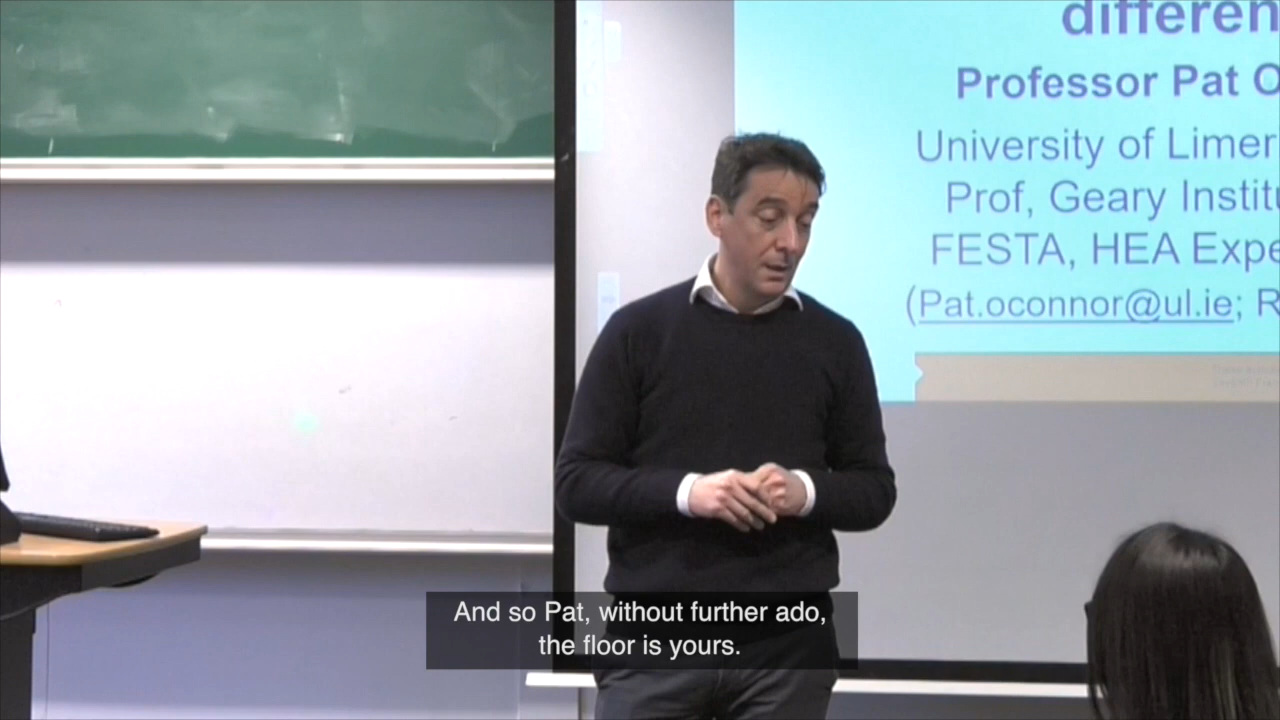 differen
Professor Pat O
University of Limer
Prof, Geary Instit
FESTA, HEA Expe
(Pat.oconnor@ul.ie; R
And so Pat, without further ado,
the floor is yours.